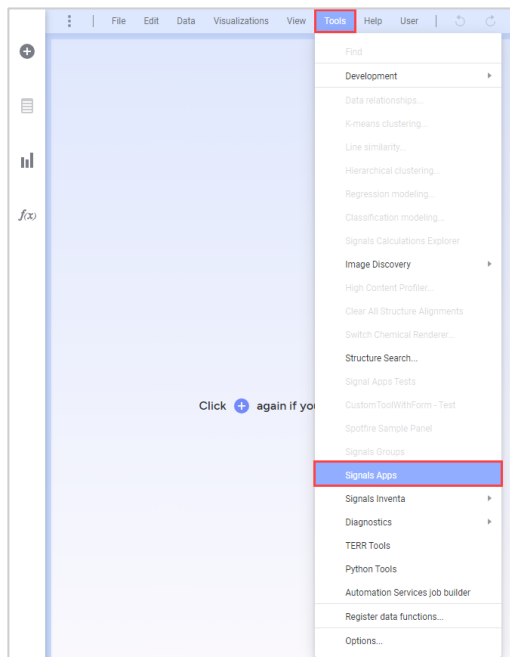 File Edit Data Visualizations View Tools Help User
Find
Development
Data relationships...
K-means clustering...
Line similarity...
Hierarchical clustering...
Regression modeling...
Classification modeling...
Signals Calculations Explorer
Image Discovery
High Content Profiler...
Clear All Structure Alignments
Switch Chemical Renderer...
Structure Search...
Signal Apps Tests
CustomToolWithForm - Test
Spotfire Sample Panel
Signals Groups
Signals Apps
Signals Inventa
Diagnostics
TERR Tools
Python Tools
Automation Services job builder
Register data functions...
Options...
f(x)
Click + again if you